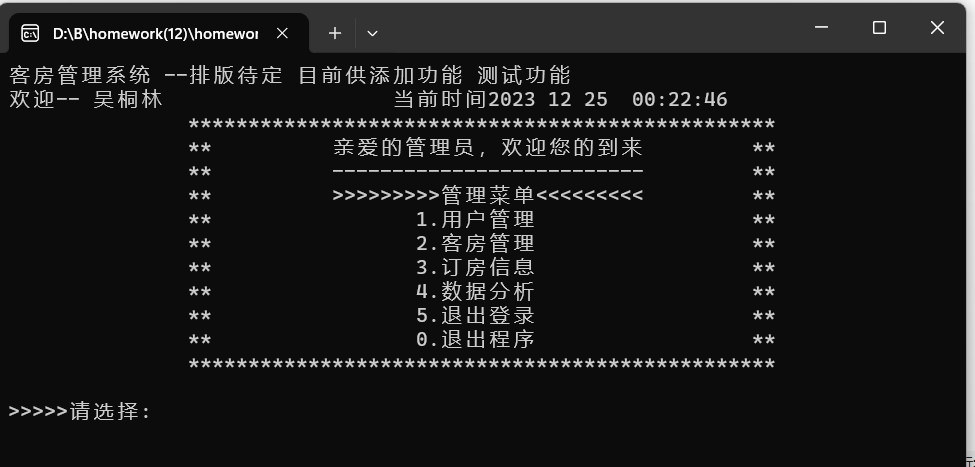 D:\B\homework(12)\homewor
客房管理系统 --排版待定 目前供添加功能 测试功能
欢迎-- 吴桐林 当前时间2023 12 25 00:22:46
*************************************************
** 亲爱的管理员，欢迎您的到来 **
** -------------------------- **
** >>>>>>>>>管理菜单<<<<<<<<< **
** 1.用户管理 **
** 2.客房管理 **
** 3.订房信息 **
** 4.数据分析 **
** 5.退出登录 **
** 0.退出程序 **
*************************************************
>>>>>请选择: